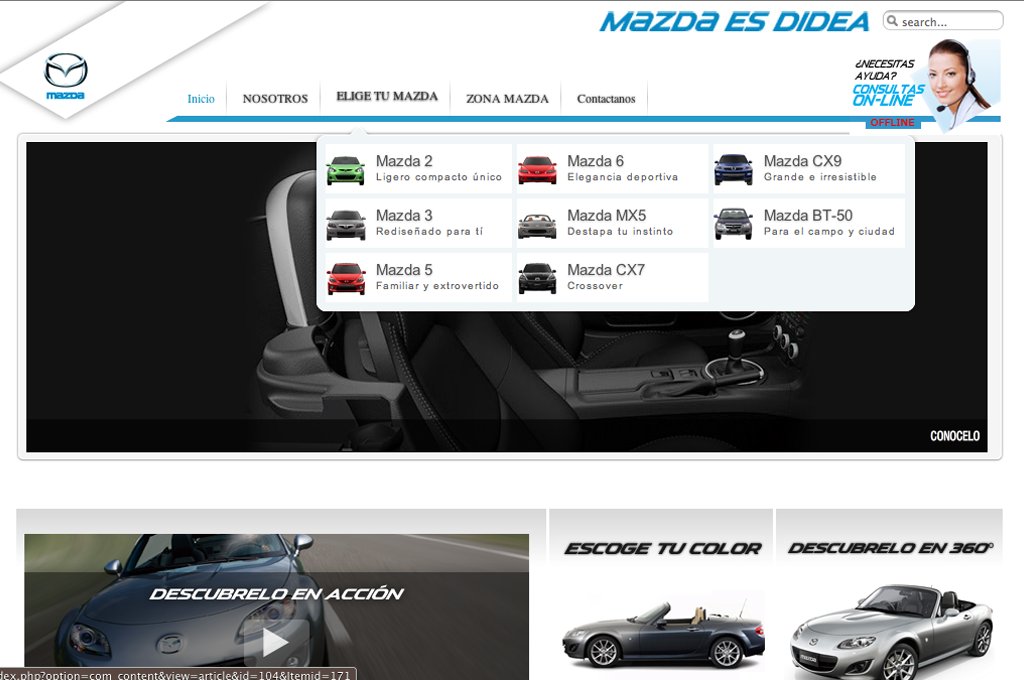 Mazda es Didea
search...
mazda
¿NECESITAS
AYUDA?
CONSULTAS
ON-LINE
OFFLINE
Inicio
NOSOTROS
ELIGE TU MAZDA
ZONA MAZDA
Contactanos
Mazda 2
Ligero compacto único
Mazda 6
Elegancia deportiva
Mazda CX9
Grande e irresistible
Mazda 3
Rediseñado para tí
Mazda MX5
Destapa tu instinto
Mazda BT-50
Para el campo y ciudad
Mazda 5
Familiar y extrovertido
Mazda CX7
Crossover
CONOCELO
DESCUBRELO EN ACCIÓN
ESCOGE TU COLOR
DESCUBRELO EN 360º
dex.php?option=com_content&view=article&id=104&Itemid=171